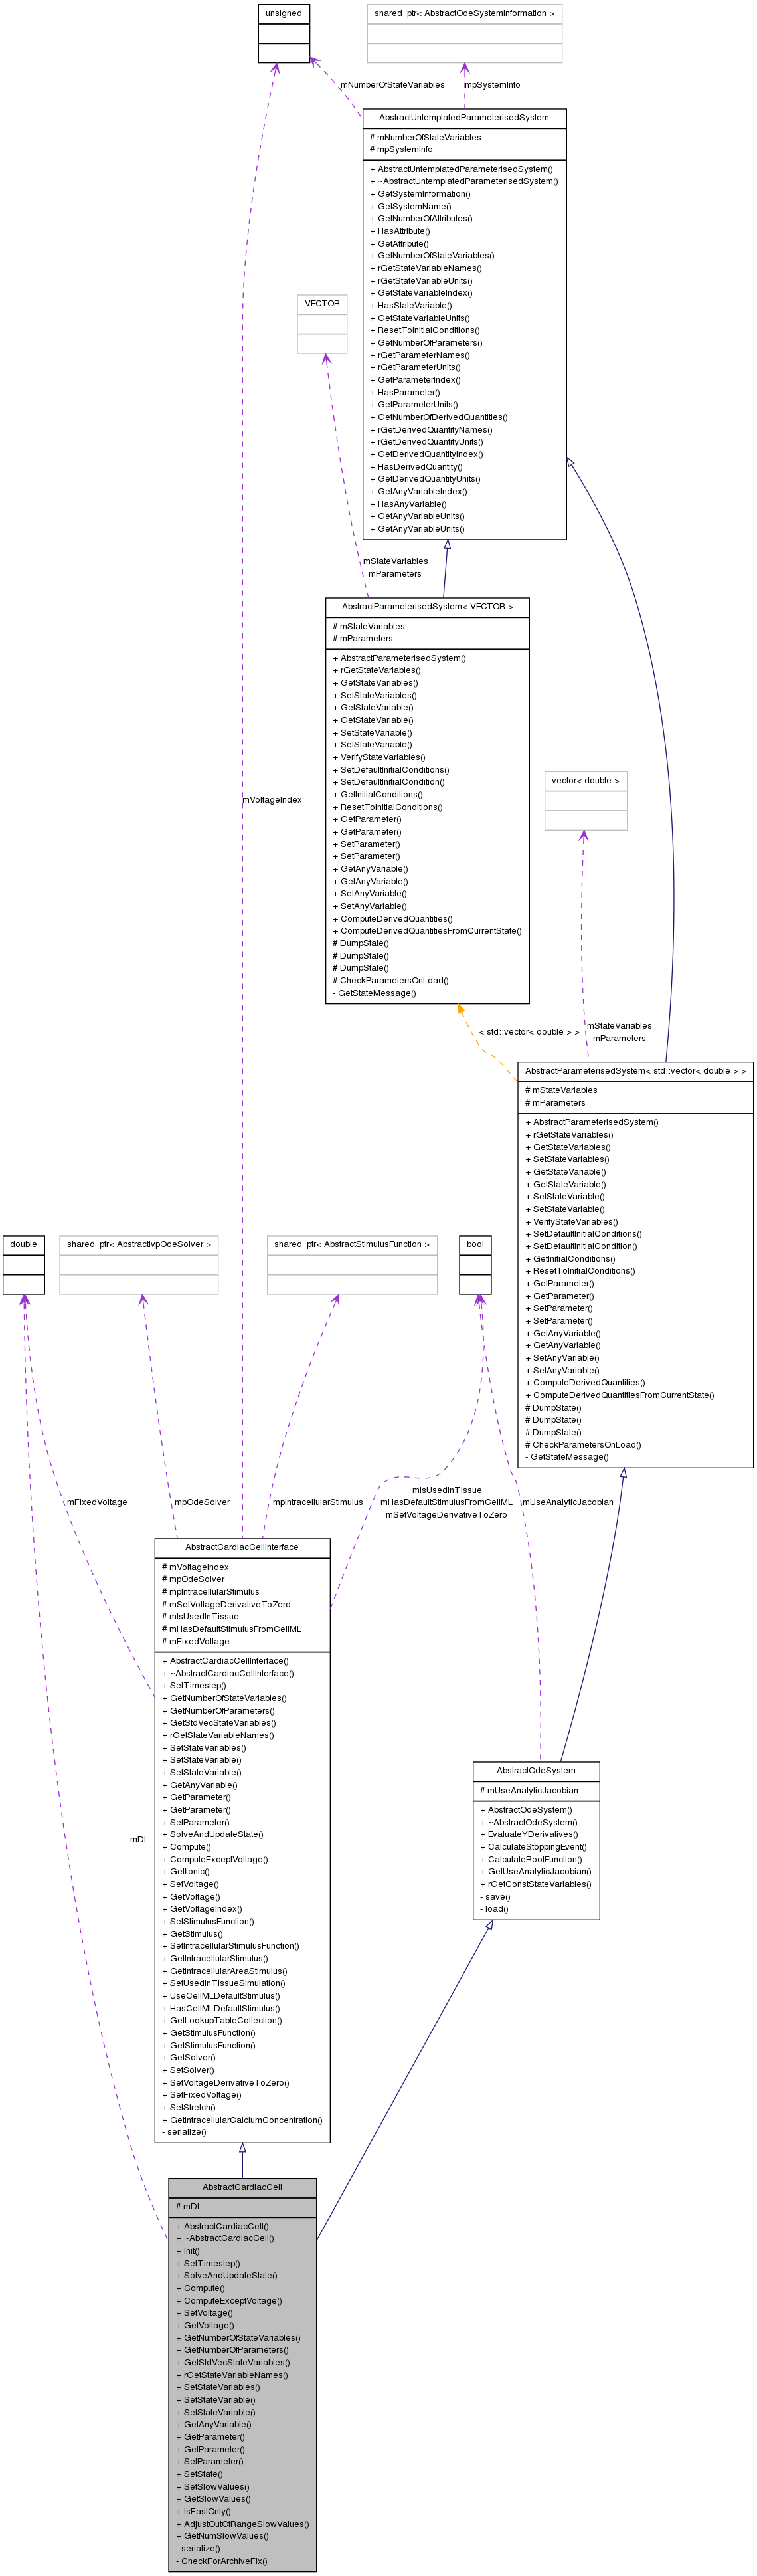 unsigned
shared_ptr< AbstractOdeSystemInformation >
mNumberOfStateVariables
mpSystemInfo
AbstractUntemplatedParameterisedSystem
# mNumberOfStateVariables
# mpSystemInfo
+ AbstractUntemplatedParameterisedSystem()
+ ~AbstractUntemplatedParameterisedSystem()
+ GetSystemInformation()
+ GetSystemName()
+ GetNumberOfAttributes()
+ HasAttribute()
+ GetAttribute()
+ GetNumberOfStateVariables()
+ rGetStateVariableNames()
+ rGetStateVariableUnits()
+ GetStateVariableIndex()
+ HasStateVariable()
+ GetStateVariableUnits()
+ ResetToInitialConditions()
+ GetNumberOfParameters()
+ rGetParameterNames()
+ rGetParameterUnits()
+ GetParameterIndex()
+ HasParameter()
+ GetParameterUnits()
+ GetNumberOfDerivedQuantities()
+ rGetDerivedQuantityNames()
+ rGetDerivedQuantityUnits()
+ GetDerivedQuantityIndex()
+ HasDerivedQuantity()
+ GetDerivedQuantityUnits()
+ GetAnyVariableIndex()
+ HasAnyVariable()
+ GetAnyVariableUnits()
+ GetAnyVariableUnits()
VECTOR
mStateVariables
mParameters
AbstractParameterisedSystem< VECTOR >
# mStateVariables
# mParameters
+ AbstractParameterisedSystem()
+ rGetStateVariables()
+ GetStateVariables()
+ SetStateVariables()
+ GetStateVariable()
+ GetStateVariable()
+ SetStateVariable()
+ SetStateVariable()
+ VerifyStateVariables()
+ SetDefaultInitialConditions()
+ SetDefaultInitialCondition()
+ GetInitialConditions()
+ ResetToInitialConditions()
+ GetParameter()
+ GetParameter()
+ SetParameter()
+ SetParameter()
+ GetAnyVariable()
+ GetAnyVariable()
+ SetAnyVariable()
+ SetAnyVariable()
+ ComputeDerivedQuantities()
+ ComputeDerivedQuantitiesFromCurrentState()
# DumpState()
# DumpState()
# DumpState()
# CheckParametersOnLoad()
- GetStateMessage()
mVoltageIndex
vector< double >
< std::vector< double > >
mStateVariables
mParameters
AbstractParameterisedSystem< std::vector< double > >
# mStateVariables
# mParameters
+ AbstractParameterisedSystem()
+ rGetStateVariables()
+ GetStateVariables()
+ SetStateVariables()
+ GetStateVariable()
+ GetStateVariable()
+ SetStateVariable()
+ SetStateVariable()
+ VerifyStateVariables()
+ SetDefaultInitialConditions()
+ SetDefaultInitialCondition()
+ GetInitialConditions()
+ ResetToInitialConditions()
+ GetParameter()
+ GetParameter()
+ SetParameter()
+ SetParameter()
+ GetAnyVariable()
+ GetAnyVariable()
+ SetAnyVariable()
+ SetAnyVariable()
+ ComputeDerivedQuantities()
+ ComputeDerivedQuantitiesFromCurrentState()
# DumpState()
# DumpState()
# DumpState()
# CheckParametersOnLoad()
- GetStateMessage()
double
shared_ptr< AbstractIvpOdeSolver >
shared_ptr< AbstractStimulusFunction >
bool
mFixedVoltage
mpOdeSolver
mpIntracellularStimulus
mIsUsedInTissue
mHasDefaultStimulusFromCellML
mSetVoltageDerivativeToZero
mUseAnalyticJacobian
AbstractCardiacCellInterface
# mVoltageIndex
# mpOdeSolver
# mpIntracellularStimulus
# mSetVoltageDerivativeToZero
# mIsUsedInTissue
# mHasDefaultStimulusFromCellML
# mFixedVoltage
+ AbstractCardiacCellInterface()
+ ~AbstractCardiacCellInterface()
+ SetTimestep()
+ GetNumberOfStateVariables()
+ GetNumberOfParameters()
+ GetStdVecStateVariables()
+ rGetStateVariableNames()
+ SetStateVariables()
+ SetStateVariable()
+ SetStateVariable()
+ GetAnyVariable()
+ GetParameter()
+ GetParameter()
+ SetParameter()
+ SolveAndUpdateState()
+ Compute()
+ ComputeExceptVoltage()
+ GetIIonic()
+ SetVoltage()
+ GetVoltage()
+ GetVoltageIndex()
+ SetStimulusFunction()
+ GetStimulus()
+ SetIntracellularStimulusFunction()
+ GetIntracellularStimulus()
+ GetIntracellularAreaStimulus()
+ SetUsedInTissueSimulation()
+ UseCellMLDefaultStimulus()
+ HasCellMLDefaultStimulus()
+ GetLookupTableCollection()
+ GetStimulusFunction()
+ GetStimulusFunction()
+ GetSolver()
+ SetSolver()
+ SetVoltageDerivativeToZero()
+ SetFixedVoltage()
+ SetStretch()
+ GetIntracellularCalciumConcentration()
- serialize()
mDt
AbstractOdeSystem
# mUseAnalyticJacobian
+ AbstractOdeSystem()
+ ~AbstractOdeSystem()
+ EvaluateYDerivatives()
+ CalculateStoppingEvent()
+ CalculateRootFunction()
+ GetUseAnalyticJacobian()
+ rGetConstStateVariables()
- save()
- load()
AbstractCardiacCell
# mDt
+ AbstractCardiacCell()
+ ~AbstractCardiacCell()
+ Init()
+ SetTimestep()
+ SolveAndUpdateState()
+ Compute()
+ ComputeExceptVoltage()
+ SetVoltage()
+ GetVoltage()
+ GetNumberOfStateVariables()
+ GetNumberOfParameters()
+ GetStdVecStateVariables()
+ rGetStateVariableNames()
+ SetStateVariables()
+ SetStateVariable()
+ SetStateVariable()
+ GetAnyVariable()
+ GetParameter()
+ GetParameter()
+ SetParameter()
+ SetState()
+ SetSlowValues()
+ GetSlowValues()
+ IsFastOnly()
+ AdjustOutOfRangeSlowValues()
+ GetNumSlowValues()
- serialize()
- CheckForArchiveFix()